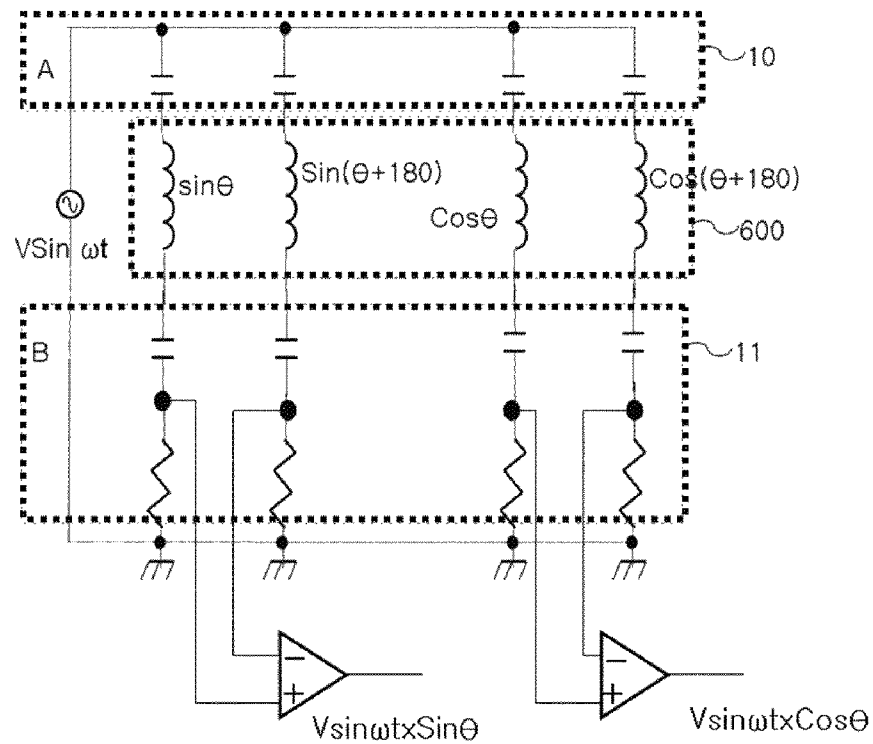 A
10
sinθ
Sin(θ+180)
Cosθ
Cos(θ+180)
VSin ωt
600
B
11
−
+
−
+
VsinωtxSinθ
VsinωtxCosθ